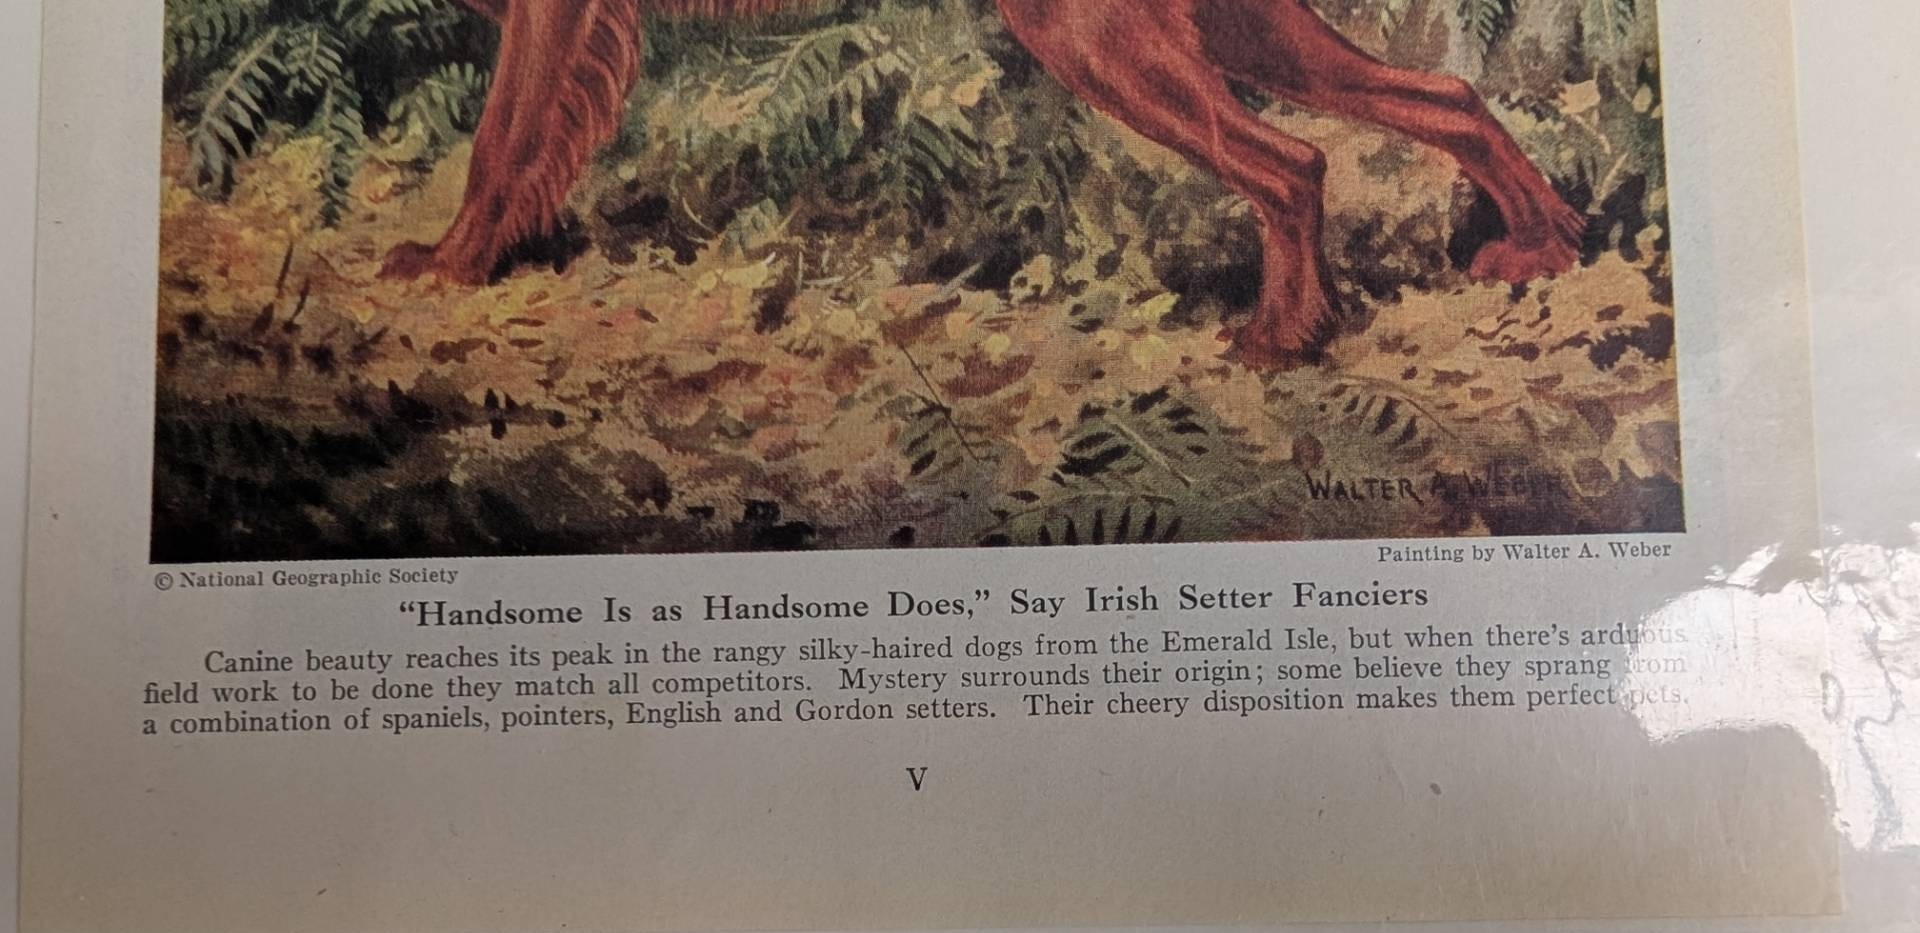 WALTER A. WEBER
© National Geographic Society
Painting by Walter A. Weber
“Handsome Is as Handsome Does,” Say Irish Setter Fanciers
Canine beauty reaches its peak in the rangy silky-haired dogs from the Emerald Isle, but when there’s arduous
field work to be done they match all competitors. Mystery surrounds their origin; some believe they sprang from
a combination of spaniels, pointers, English and Gordon setters. Their cheery disposition makes them perfect pets.
V